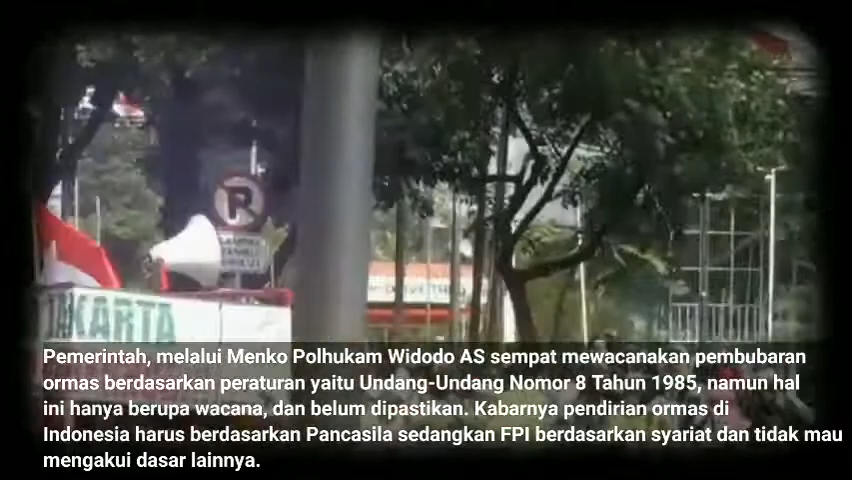 P
JAKARTA
Pemerintah, melalui Menko Polhukam Widodo AS sempat mewacanakan pembubaran
ormas berdasarkan peraturan yaitu Undang-Undang Nomor 8 Tahun 1985, namun hal
ini hanya berupa wacana, dan belum dipastikan. Kabarnya pendirian ormas di
Indonesia harus berdasarkan Pancasila sedangkan FPI berdasarkan syariat dan tidak mau
mengakui dasar lainnya.